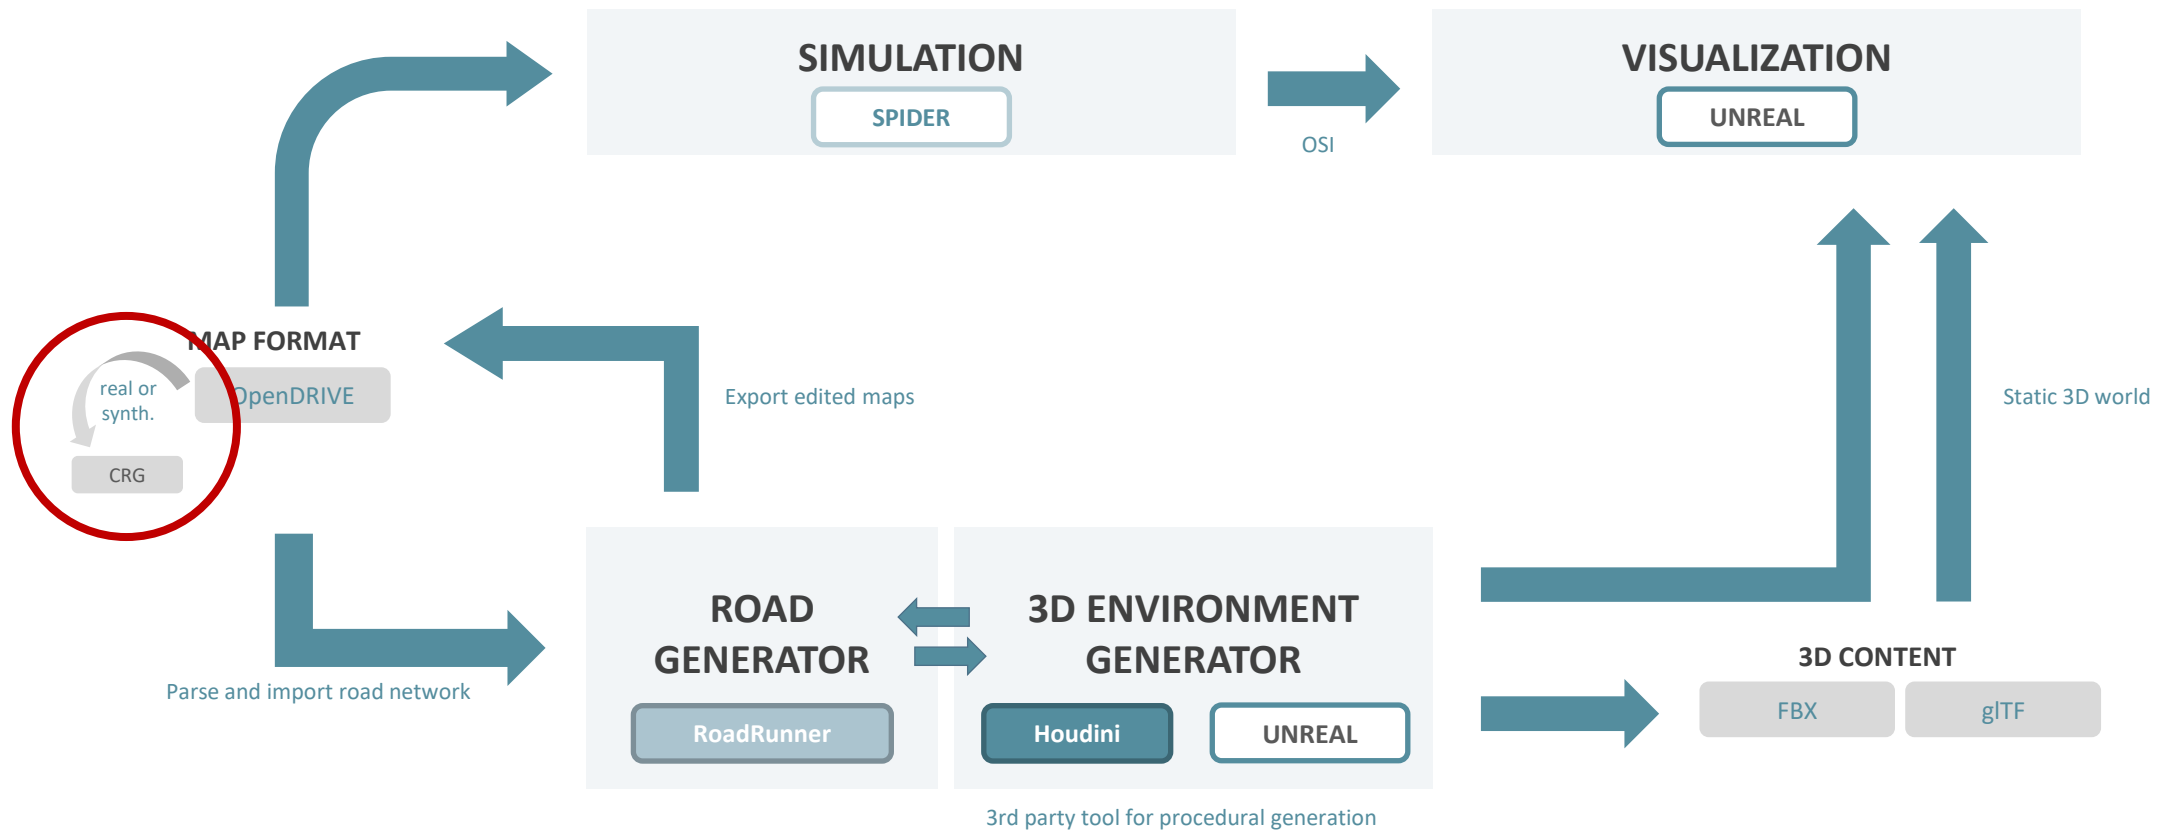 SIMULATION
SPIDER
OSI
VISUALIZATION
UNREAL
MAP FORMAT
real or
synth.
OpenDRIVE
CRG
Export edited maps
Static 3D world
Parse and import road network
ROAD
GENERATOR
RoadRunner
3D ENVIRONMENT
GENERATOR
Houdini
UNREAL
3rd party tool for procedural generation
3D CONTENT
FBX
glTF